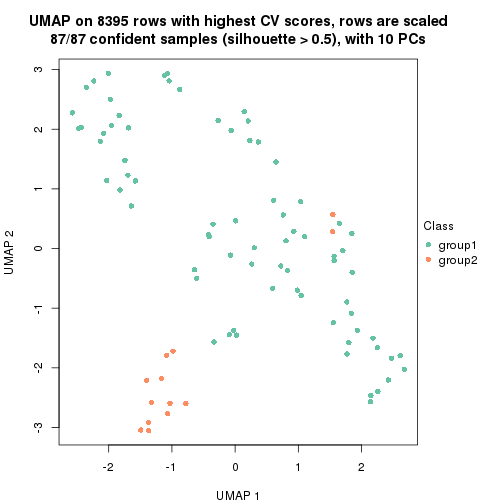 UMAP on 8395 rows with highest CV scores, rows are scaled
87/87 confident samples (silhouette > 0.5), with 10 PCs
3
2
1
0
-1
-2
-3
UMAP 2
Class
group1
group2
-2
-1
0
1
2
UMAP 1